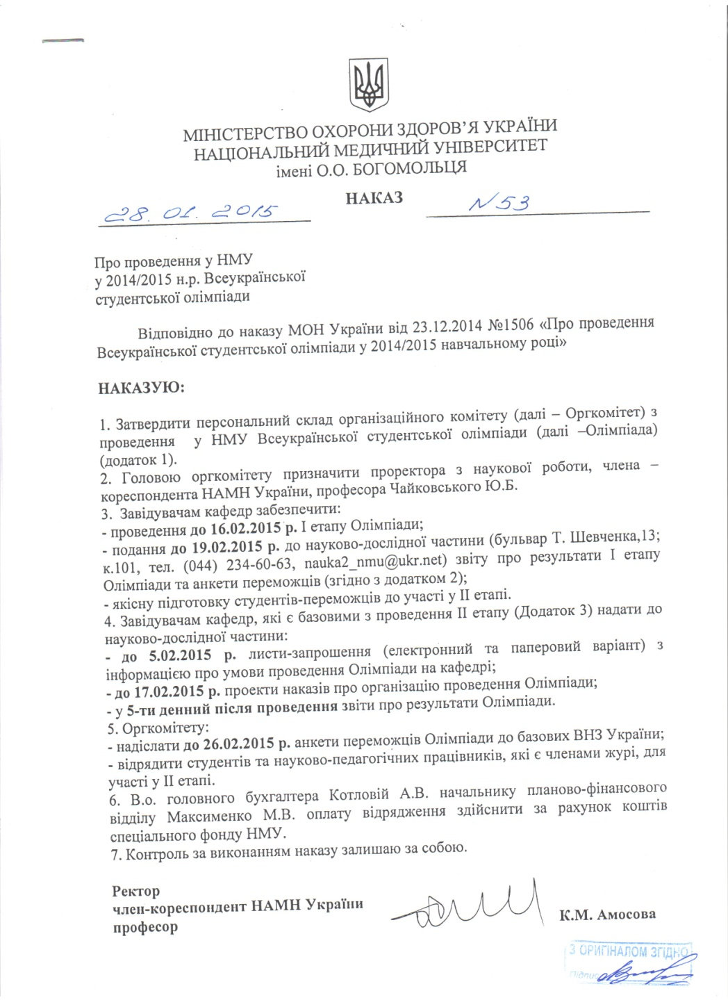 МІНІСТЕРСТВО ОХОРОНИ ЗДОРОВ’Я УКРАЇНИ
НАЦІОНАЛЬНИЙ МЕДИЧНИЙ УНІВЕРСИТЕТ
імені О.О. БОГОМОЛЬЦЯ
НАКАЗ
28. 01. 2015 N 53
Про проведення у НМУ
у 2014/2015 н.р. Всеукраїнської
студентської олімпіади
Відповідно до наказу МОН України від 23.12.2014 №1506 «Про проведення
Всеукраїнської студентської олімпіади у 2014/2015 навчальному році»
НАКАЗУЮ:
1. Затвердити персональний склад організаційного комітету (далі – Оргкомітет) з
проведення у НМУ Всеукраїнської студентської олімпіади (далі –Олімпіада)
(додаток 1).
2. Головою оргкомітету призначити проректора з наукової роботи, члена –
кореспондента НАМН України, професора Чайковського Ю.Б.
3. Завідувачам кафедр забезпечити:
- проведення до 16.02.2015 р. І етапу Олімпіади;
- подання до 19.02.2015 р. до науково-дослідної частини (бульвар Т. Шевченка,13;
к.101, тел. (044) 234-60-63, nauka2_nmu@ukr.net) звіту про результати І етапу
Олімпіади та анкети переможців (згідно з додатком 2);
- якісну підготовку студентів-переможців до участі у ІІ етапі.
4. Завідувачам кафедр, які є базовими з проведення ІІ етапу (Додаток 3) надати до
науково-дослідної частини:
- до 5.02.2015 р. листи-запрошення (електронний та паперовий варіант) з
інформацією про умови проведення Олімпіади на кафедрі;
- до 17.02.2015 р. проекти наказів про організацію проведення Олімпіади;
- у 5-ти денний після проведення звіти про результати Олімпіади.
5. Оргкомітету:
- надіслати до 26.02.2015 р. анкети переможців Олімпіади до базових ВНЗ України;
- відрядити студентів та науково-педагогічних працівників, які є членами журі, для
участі у ІІ етапі.
6. В.о. головного бухгалтера Котловій А.В. начальнику планово-фінансового
відділу Максименко М.В. оплату відрядження здійснити за рахунок коштів
спеціального фонду НМУ.
7. Контроль за виконанням наказу залишаю за собою.
Ректор
член-кореспондент НАМН України
професор К.М. Амосова
З ОРИГІНАЛОМ ЗГІДНО
Підпис